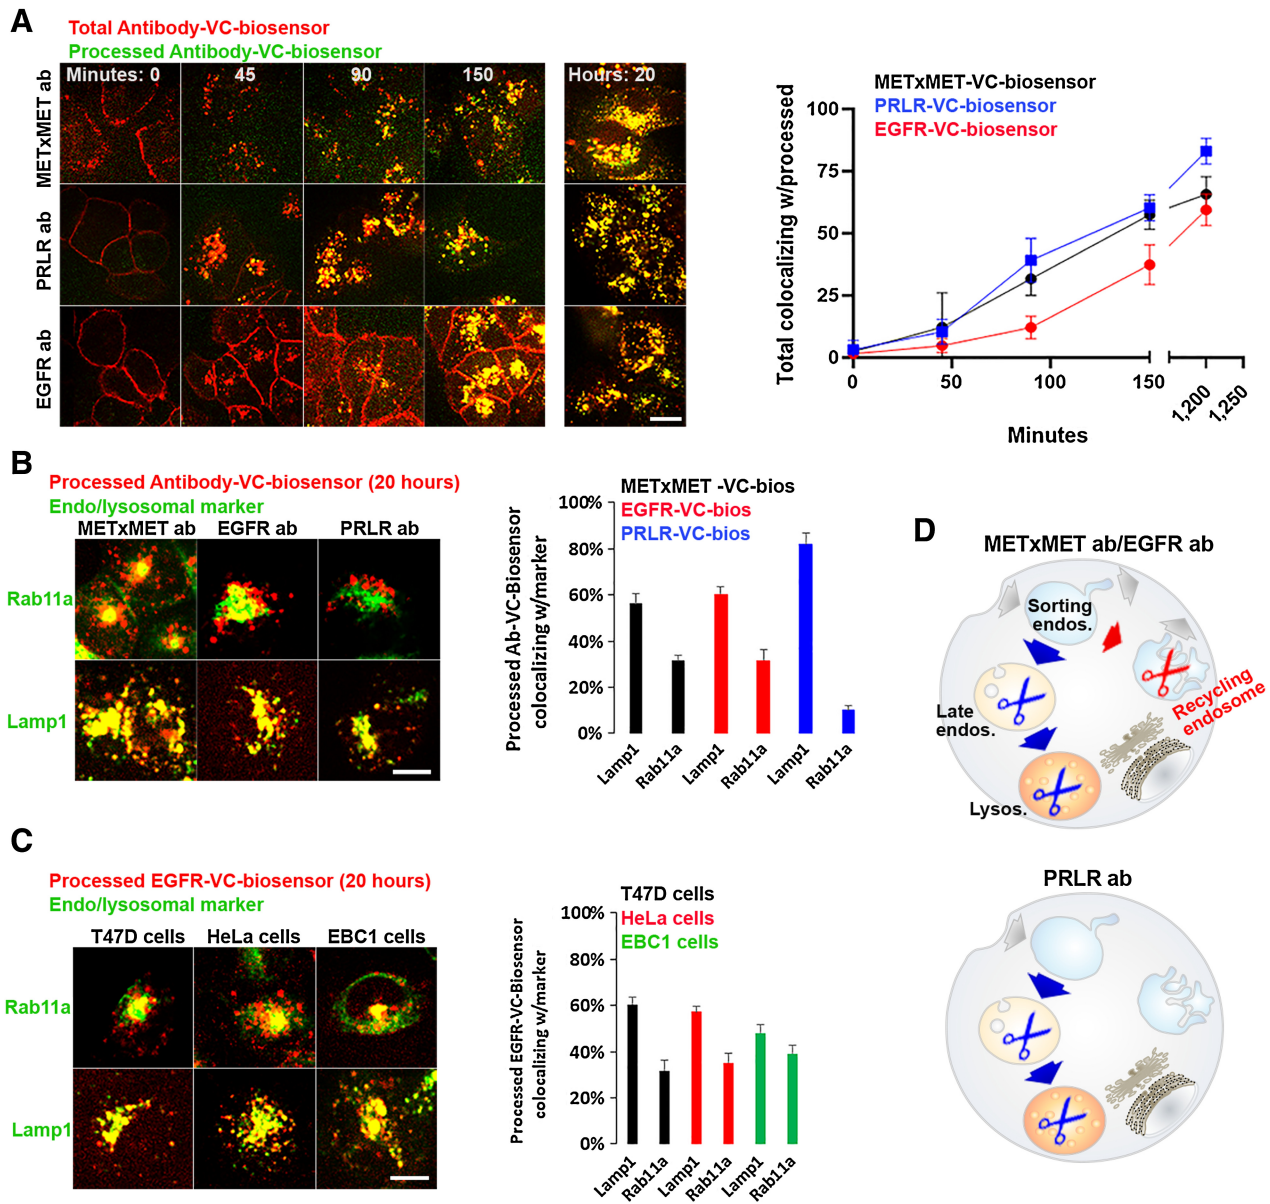 A
Total Antibody-VC-biosensor
Processed Antibody-VC-biosensor
Minutes: 0
45
90
150
Hours: 20
METxMET ab
PRLR ab
EGFR ab
METxMET-VC-biosensor
PRLR-VC-biosensor
EGFR-VC-biosensor
Total colocalizing w/processed
100
75
50
25
0
0
50
100
150
1,200
1,250
Minutes
B
Processed Antibody-VC-biosensor (20 hours)
Endo/lysosomal marker
METxMET ab
EGFR ab
PRLR ab
Rab11a
Lamp1
METxMET -VC-bios
EGFR-VC-bios
PRLR-VC-bios
Processed Ab-VC-Biosensor
colocalizing w/marker
100%
80%
60%
40%
20%
0%
Lamp1
Rab11a
Lamp1
Rab11a
Lamp1
Rab11a
C
Processed EGFR-VC-biosensor (20 hours)
Endo/lysosomal marker
T47D cells
HeLa cells
EBC1 cells
Rab11a
Lamp1
T47D cells
HeLa cells
EBC1 cells
Processed EGFR-VC-Biosensor
colocalizing w/marker
100%
80%
60%
40%
20%
0%
Lamp1
Rab11a
Lamp1
Rab11a
Lamp1
Rab11a
D
METxMET ab/EGFR ab
Sorting
endos.
Late
endos.
Recycling
endosome
Lysos.
PRLR ab